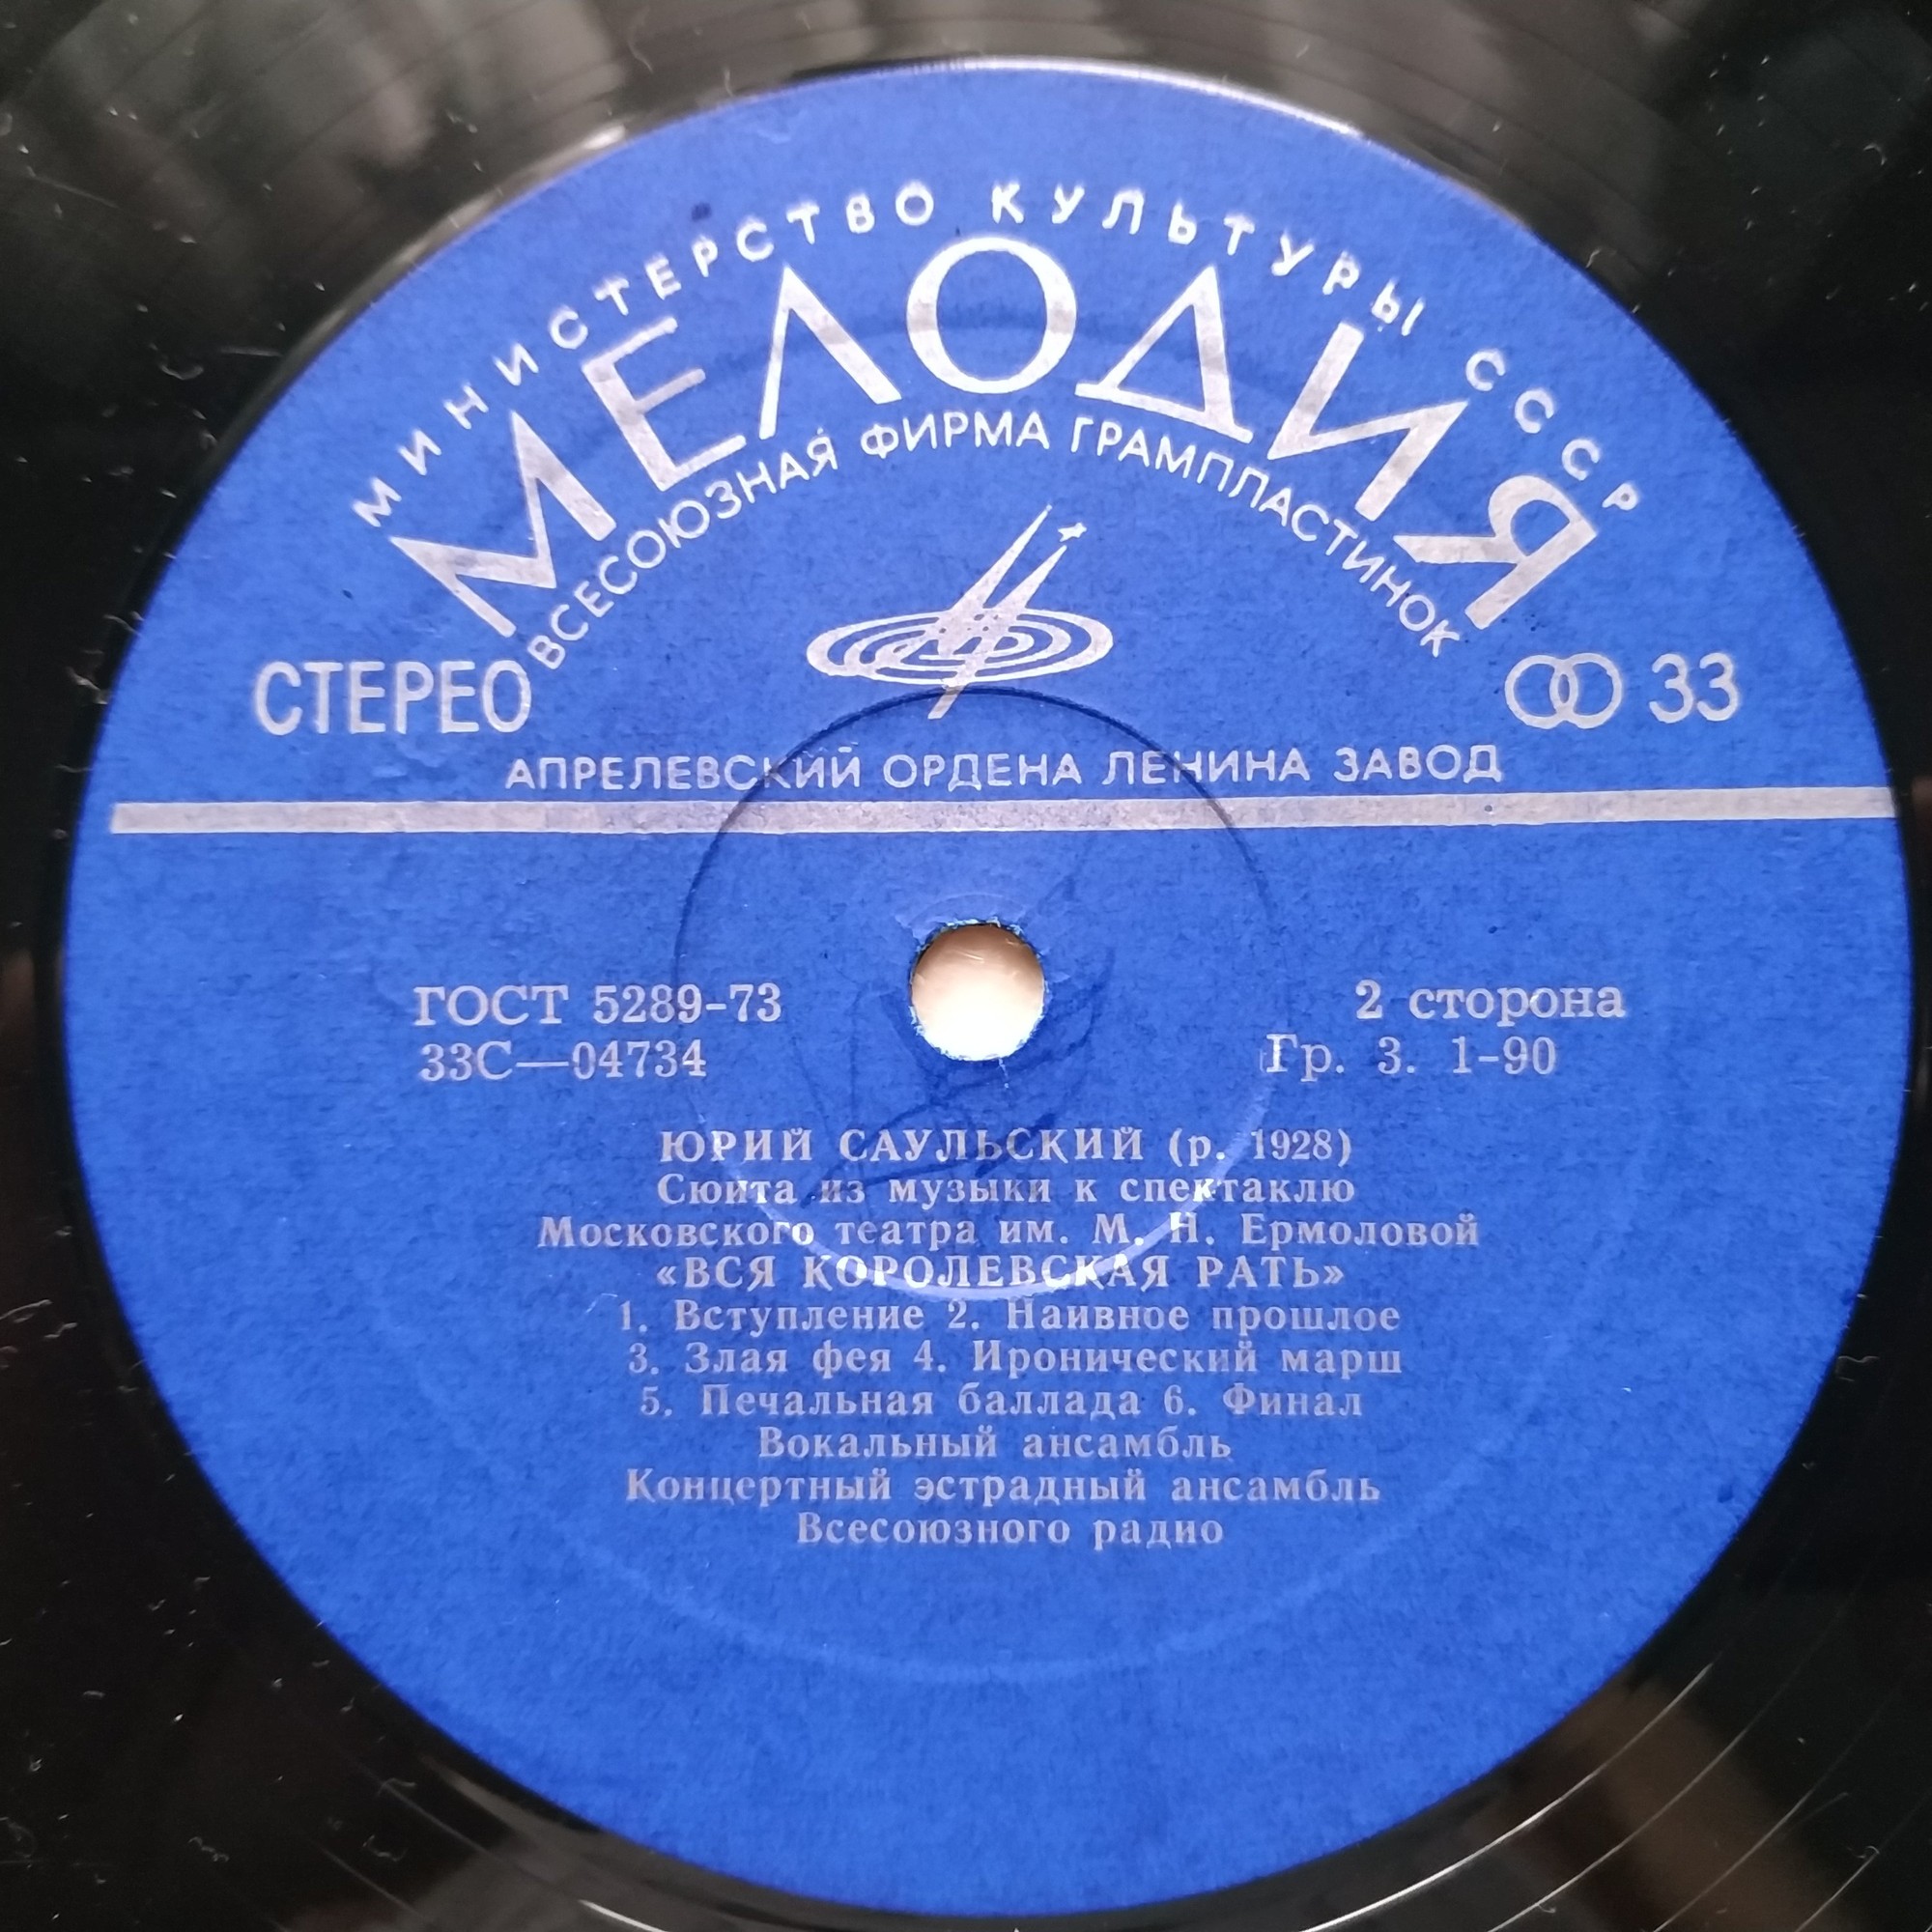 МИНИСТЕРСТВО КУЛЬТУРЫ СССР
МЕЛОДИЯ
ВСЕСОЮЗНАЯ ФИРМА ГРАМПЛАСТИНОК
СТЕРЕО 33
АПРЕЛЕВСКИЙ ОРДЕНА ЛЕНИНА ЗАВОД
ГОСТ 5289-73 2 сторона
33С—04734 Гр. 3. 1-90
ЮРИЙ САУЛЬСКИЙ (р. 1928)
Сюита из музыки к спектаклю
Московского театра им. М. Н. Ермоловой
«ВСЯ КОРОЛЕВСКАЯ РАТЬ»
1. Вступление 2. Наивное прошлое
3. Злая фея 4. Иронический марш
5. Печальная баллада 6. Финал
Вокальный ансамбль
Концертный эстрадный ансамбль
Всесоюзного радио